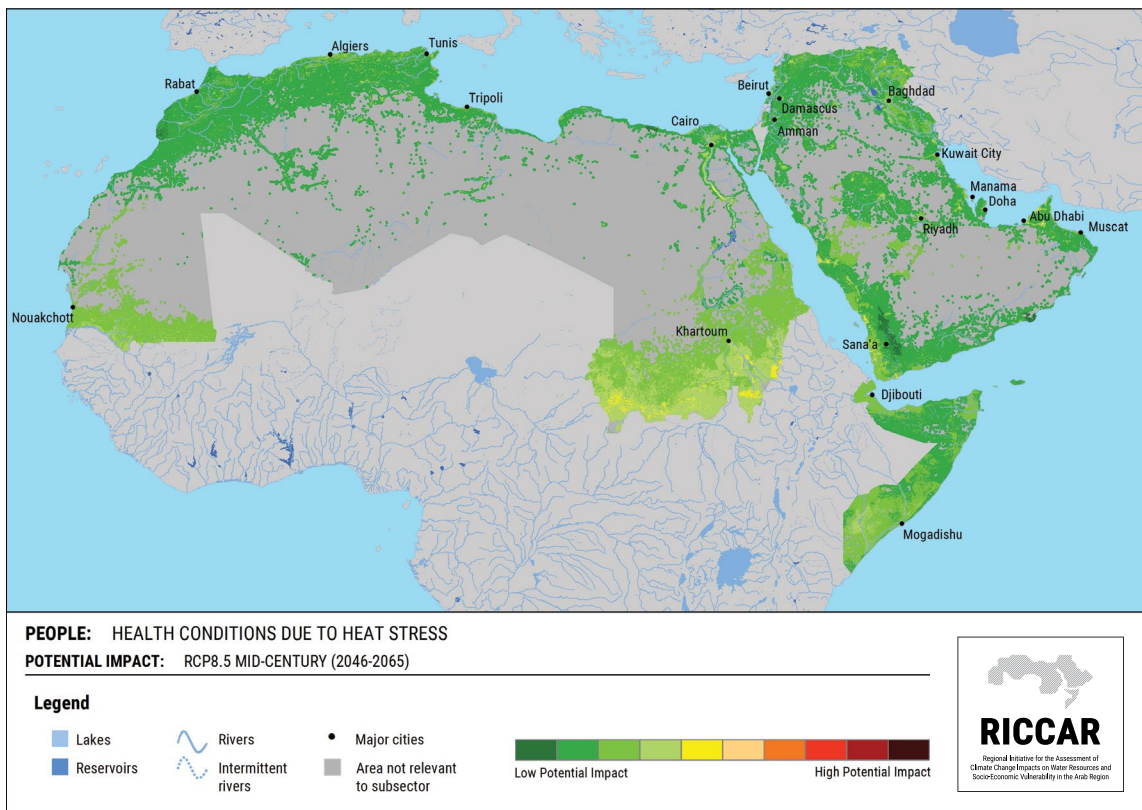 Algiers
Tunis
Rabat
Tripoli
Beirut
Damascus
Baghdad
Cairo
Amman
Kuwait City
Manama
Doha
Abu Dhabi
Riyadh
Muscat
Nouakchott
Khartoum
Sana'a
Djibouti
Mogadishu
PEOPLE: HEALTH CONDITIONS DUE TO HEAT STRESS
POTENTIAL IMPACT: RCP8.5 MID-CENTURY (2046-2065)
Legend
Lakes
Reservoirs
Rivers
Intermittent
rivers
Major cities
Area not relevant
to subsector
Low Potential Impact
High Potential Impact
RICCAR
Regional Initiative for the Assessment of
Climate Change Impacts on Water Resources and
Socio-Economic Vulnerability in the Arab Region